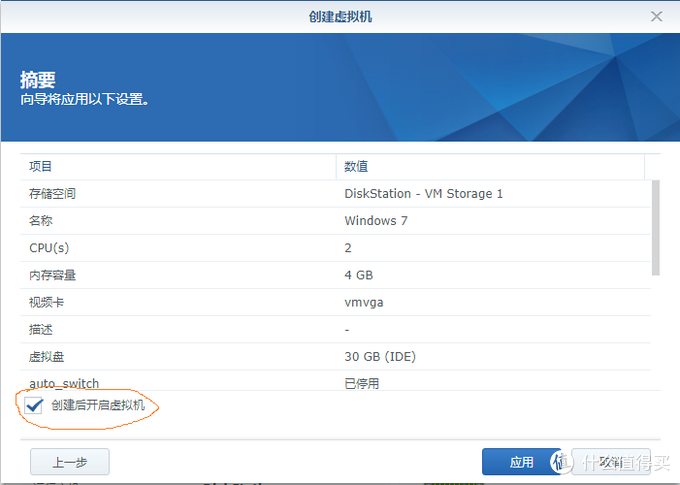 创建虚拟机
摘要
向导将应用以下设置。
项目 数值
存储空间 DiskStation - VM Storage 1
名称 Windows 7
CPU(s) 2
内存容量 4 GB
视频卡 vmvga
描述 -
虚拟盘 30 GB (IDE)
auto_switch 已停用
创建后开启虚拟机
上一步 应用 取消
值 什么值得买